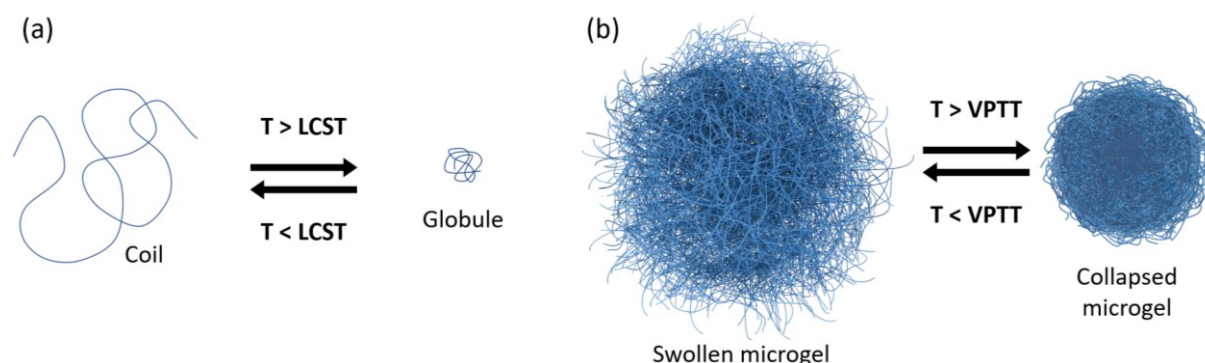 (a)
T > LCST
T < LCST
Coil
Globule
(b)
T > VPTT
T < VPTT
Swollen microgel
Collapsed
microgel